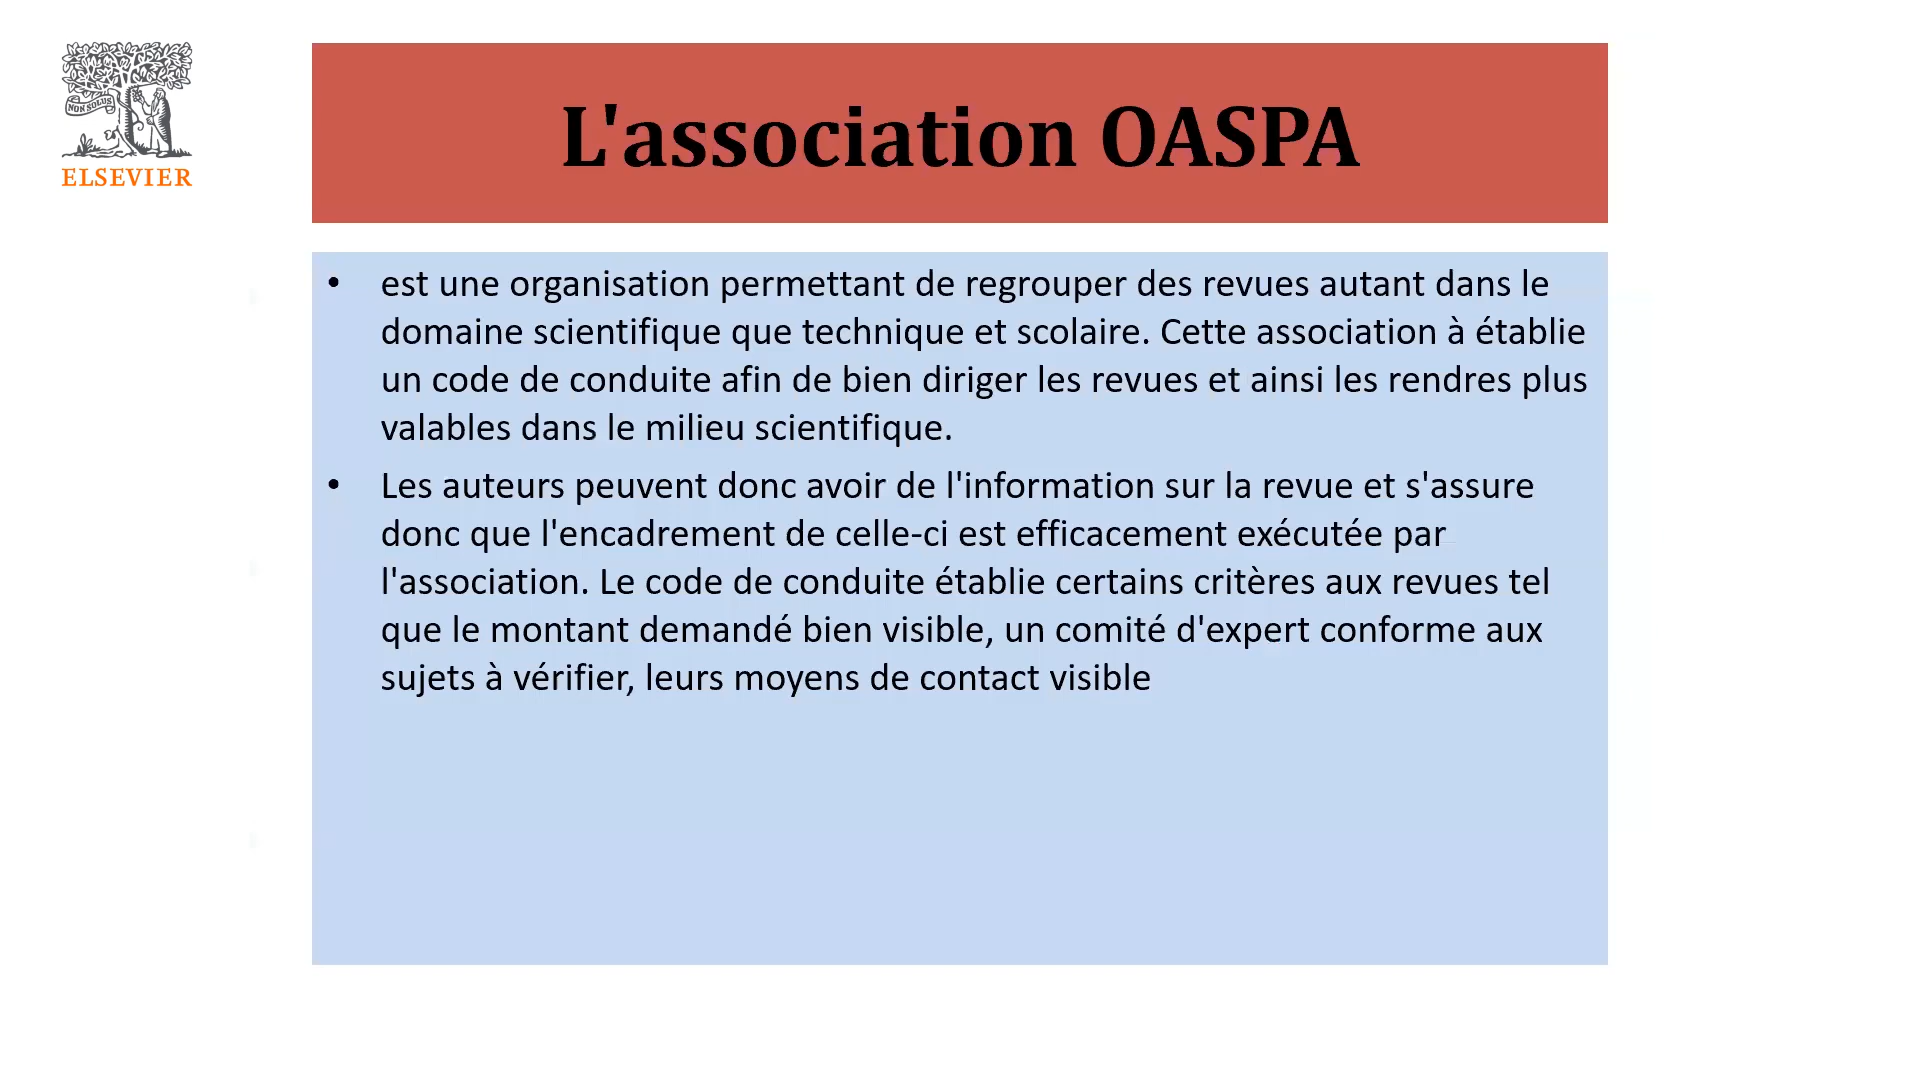 NON SOLUS
ELSEVIER
L'association OASPA
• est une organisation permettant de regrouper des revues autant dans le
domaine scientifique que technique et scolaire. Cette association à établie
un code de conduite afin de bien diriger les revues et ainsi les rendres plus
valables dans le milieu scientifique.
• Les auteurs peuvent donc avoir de l'information sur la revue et s'assure
donc que l'encadrement de celle-ci est efficacement exécutée par
l'association. Le code de conduite établie certains critères aux revues tel
que le montant demandé bien visible, un comité d'expert conforme aux
sujets à vérifier, leurs moyens de contact visible